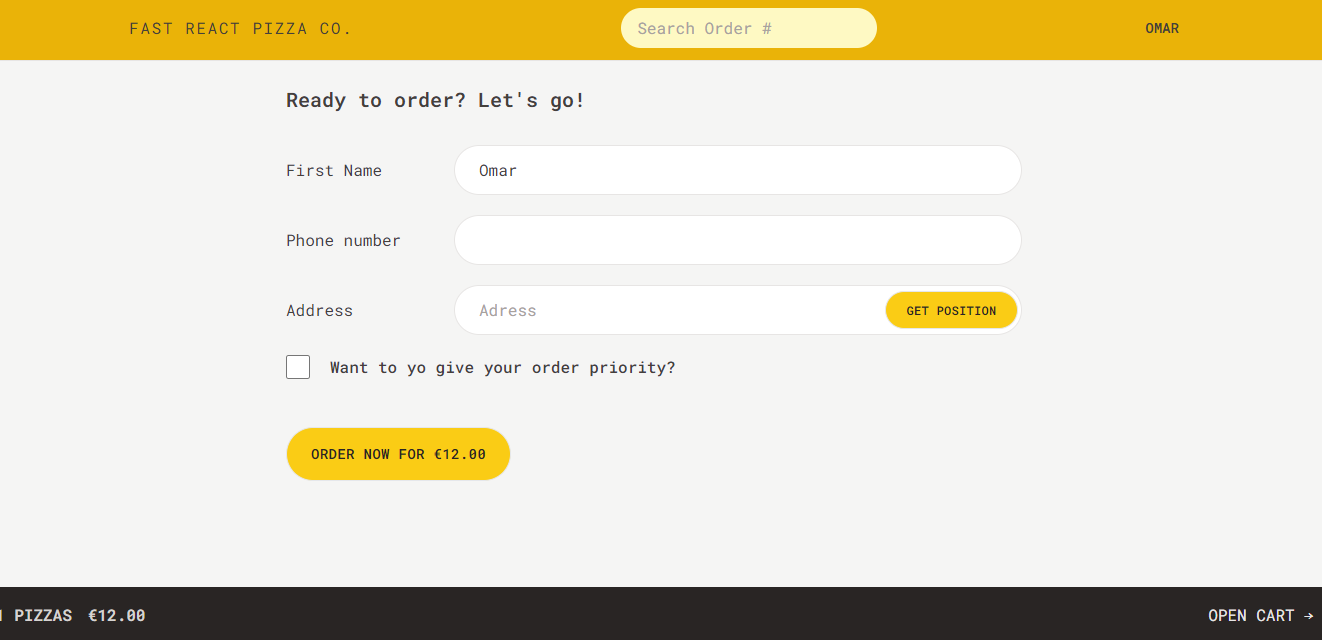 FAST REACT PIZZA CO.
Search Order #
OMAR
Ready to order? Let's go!
First Name
Omar
Phone number
Address
Adress
GET POSITION
Want to yo give your order priority?
ORDER NOW FOR €12.00
PIZZAS €12.00
OPEN CART →